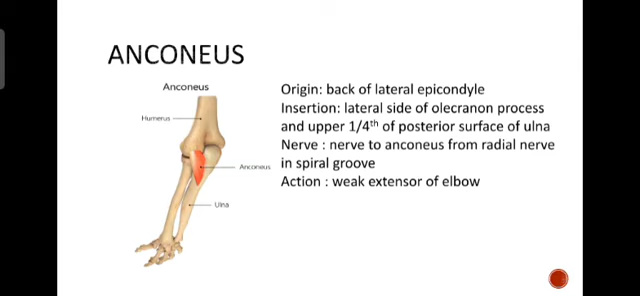 ANCONEUS
Anconeus
Humerus
Anconeus
Ulna
Origin: back of lateral epicondyle
Insertion: lateral side of olecranon process
and upper 1/4th of posterior surface of ulna
Nerve : nerve to anconeus from radial nerve
in spiral groove
Action : weak extensor of elbow